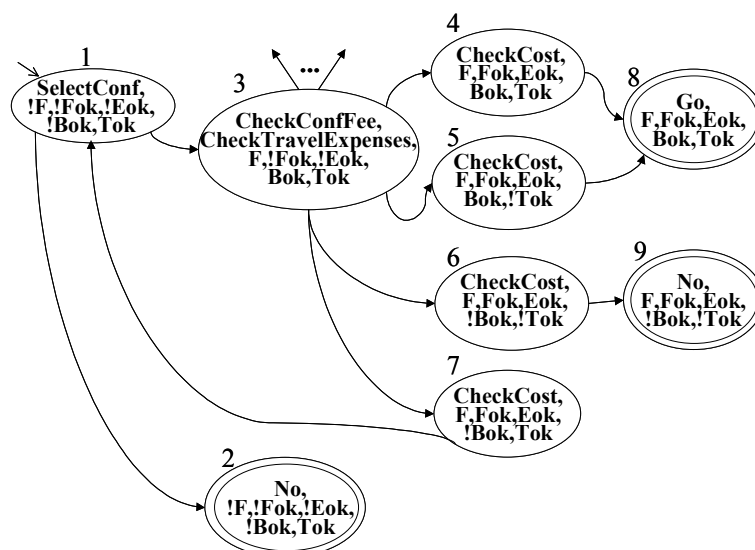 1
SelectConf,
!F,!Fok,!Eok,
!Bok,Tok
...
3
CheckConfFee,
CheckTravelExpenses,
F,!Fok,!Eok,
Bok,Tok
4
CheckCost,
F,Fok,Eok,
Bok,Tok
5
CheckCost,
F,Fok,Eok,
Bok,!Tok
8
Go,
F,Fok,Eok,
Bok,Tok
6
CheckCost,
F,Fok,Eok,
!Bok,!Tok
9
No,
F,Fok,Eok,
!Bok,!Tok
7
CheckCost,
F,Fok,Eok,
!Bok,Tok
2
No,
!F,!Fok,!Eok,
!Bok,Tok